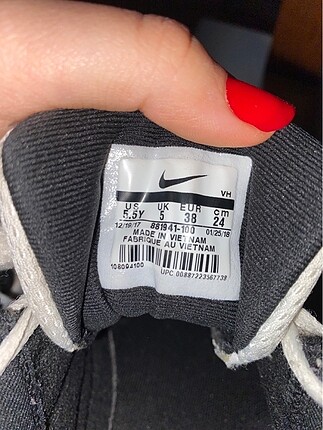 VH
US UK EUR cm
5.5Y 5 38 24
12/19/17 881941-100 01/25/18
MADE IN VIETNAM
FABRIQUE AU VIETNAM
108094100
UPC.00887223567738